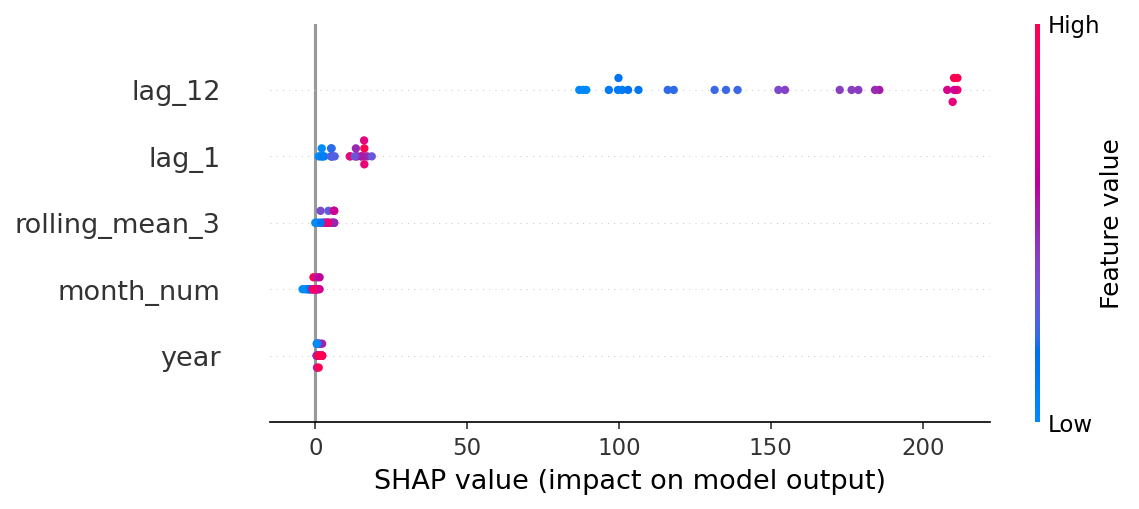 High
lag_12
lag_1
rolling_mean_3
month_num
year
Feature value
Low
0 50 100 150 200
SHAP value (impact on model output)